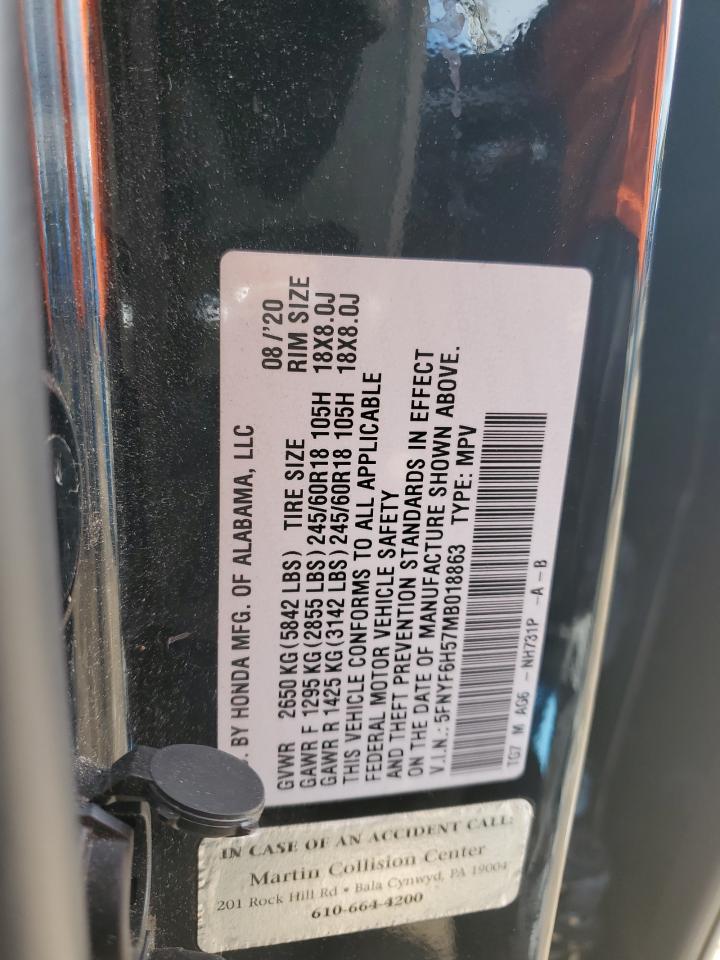 . BY HONDA MFG. OF ALABAMA, LLC 08/'20
GVWR 2650 KG (5842 LBS) TIRE SIZE RIM SIZE
GAWR F 1295 KG (2855 LBS) 245/60R18 105H 18X8.0J
GAWR R 1425 KG (3142 LBS) 245/60R18 105H 18X8.0J
THIS VEHICLE CONFORMS TO ALL APPLICABLE
FEDERAL MOTOR VEHICLE SAFETY
AND THEFT PREVENTION STANDARDS IN EFFECT
ON THE DATE OF MANUFACTURE SHOWN ABOVE.
V.I.N.: 5FNYF6H57MB018863 TYPE: MPV
TG7 M AG6 -NH731P -A -B
IN CASE OF AN ACCIDENT CALL:
Martin Collision Center
201 Rock Hill Rd • Bala Cynwyd, PA 19004
610-664-4200